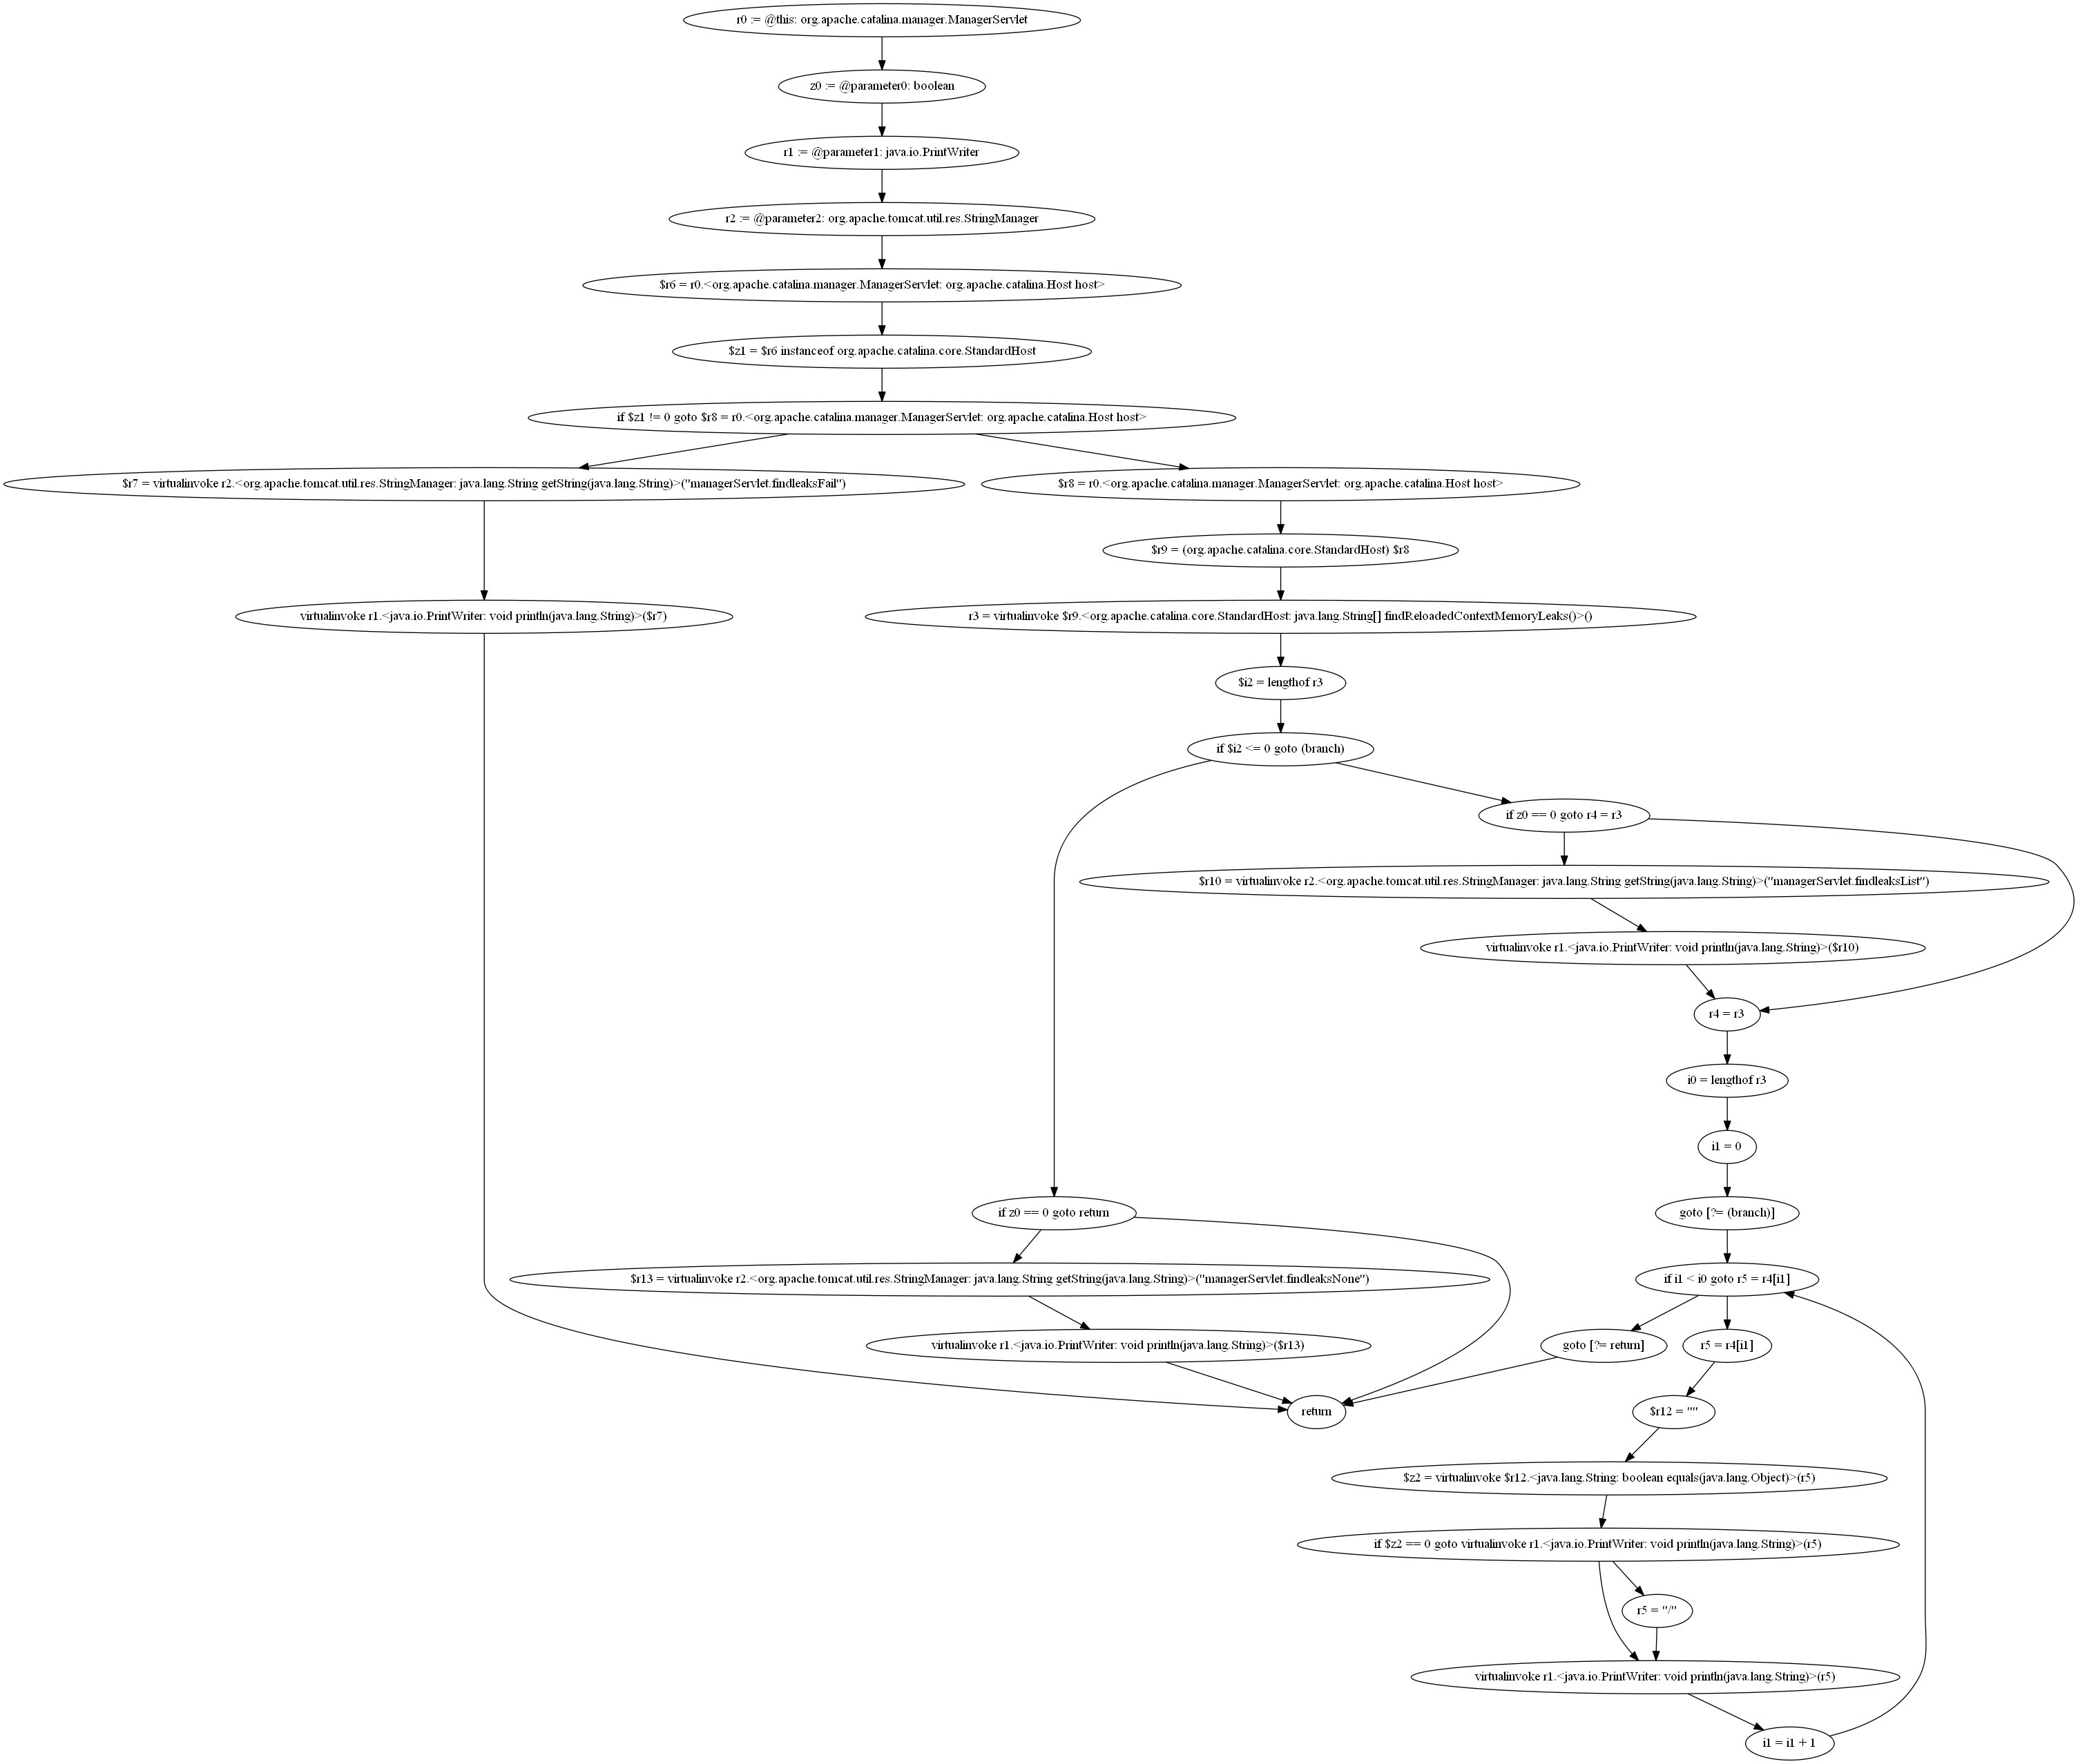 r0 := @this: org.apache.catalina.manager.ManagerServlet
z0 := @parameter0: boolean
r1 := @parameter1: java.io.PrintWriter
r2 := @parameter2: org.apache.tomcat.util.res.StringManager
$r6 = r0.<org.apache.catalina.manager.ManagerServlet: org.apache.catalina.Host host>
$z1 = $r6 instanceof org.apache.catalina.core.StandardHost
if $z1 != 0 goto $r8 = r0.<org.apache.catalina.manager.ManagerServlet: org.apache.catalina.Host host>
$r7 = virtualinvoke r2.<org.apache.tomcat.util.res.StringManager: java.lang.String getString(java.lang.String)>("managerServlet.findleaksFail")
$r8 = r0.<org.apache.catalina.manager.ManagerServlet: org.apache.catalina.Host host>
$r9 = (org.apache.catalina.core.StandardHost) $r8
virtualinvoke r1.<java.io.PrintWriter: void println(java.lang.String)>($r7)
r3 = virtualinvoke $r9.<org.apache.catalina.core.StandardHost: java.lang.String[] findReloadedContextMemoryLeaks()>()
$i2 = lengthof r3
if $i2 <= 0 goto (branch)
if z0 == 0 goto r4 = r3
$r10 = virtualinvoke r2.<org.apache.tomcat.util.res.StringManager: java.lang.String getString(java.lang.String)>("managerServlet.findleaksList")
virtualinvoke r1.<java.io.PrintWriter: void println(java.lang.String)>($r10)
r4 = r3
i0 = lengthof r3
i1 = 0
if z0 == 0 goto return
goto [?= (branch)]
$r13 = virtualinvoke r2.<org.apache.tomcat.util.res.StringManager: java.lang.String getString(java.lang.String)>("managerServlet.findleaksNone")
if i1 < i0 goto r5 = r4[i1]
virtualinvoke r1.<java.io.PrintWriter: void println(java.lang.String)>($r13)
goto [?= return]
r5 = r4[i1]
return
$r12 = ""
$z2 = virtualinvoke $r12.<java.lang.String: boolean equals(java.lang.Object)>(r5)
if $z2 == 0 goto virtualinvoke r1.<java.io.PrintWriter: void println(java.lang.String)>(r5)
r5 = "/"
virtualinvoke r1.<java.io.PrintWriter: void println(java.lang.String)>(r5)
i1 = i1 + 1